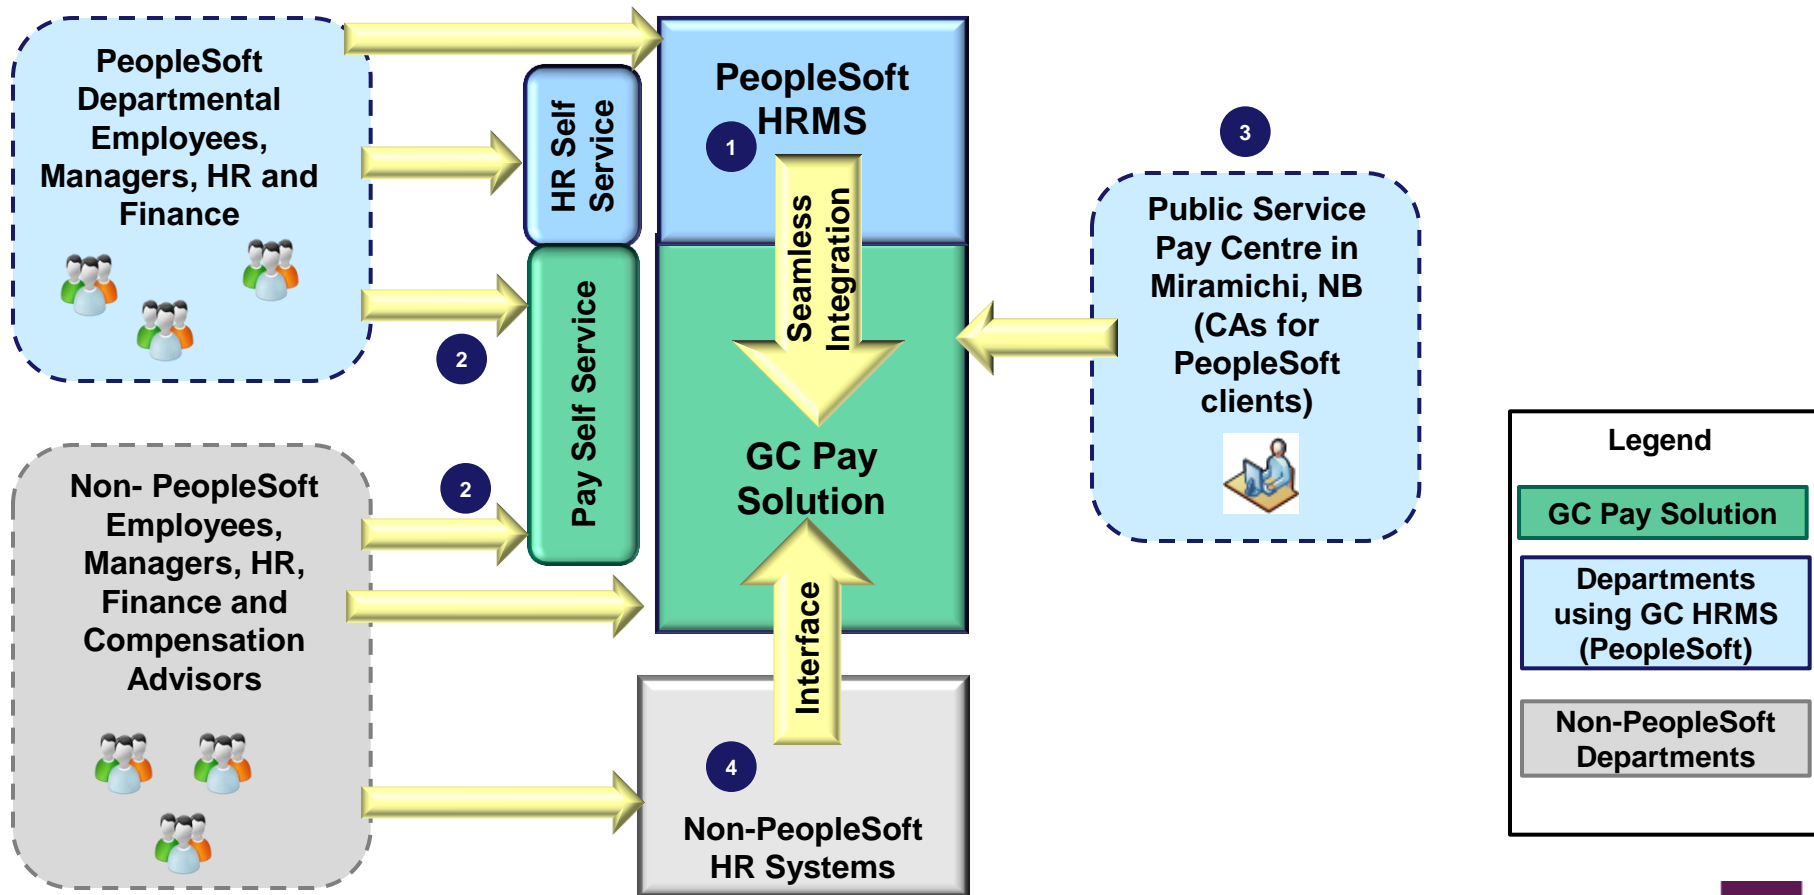 PeopleSoft
Departmental
Employees,
Managers, HR and
Finance
HR Self
Service
PeopleSoft
HRMS
1
Seamless
Integration
3
Public Service
Pay Centre in
Miramichi, NB
(CAs for
PeopleSoft
clients)
2
Pay Self Service
2
GC Pay
Solution
Non- PeopleSoft
Employees,
Managers, HR,
Finance and
Compensation
Advisors
Interface
4
Non-PeopleSoft
HR Systems
Legend
GC Pay Solution
Departments
using GC HRMS
(PeopleSoft)
Non-PeopleSoft
Departments